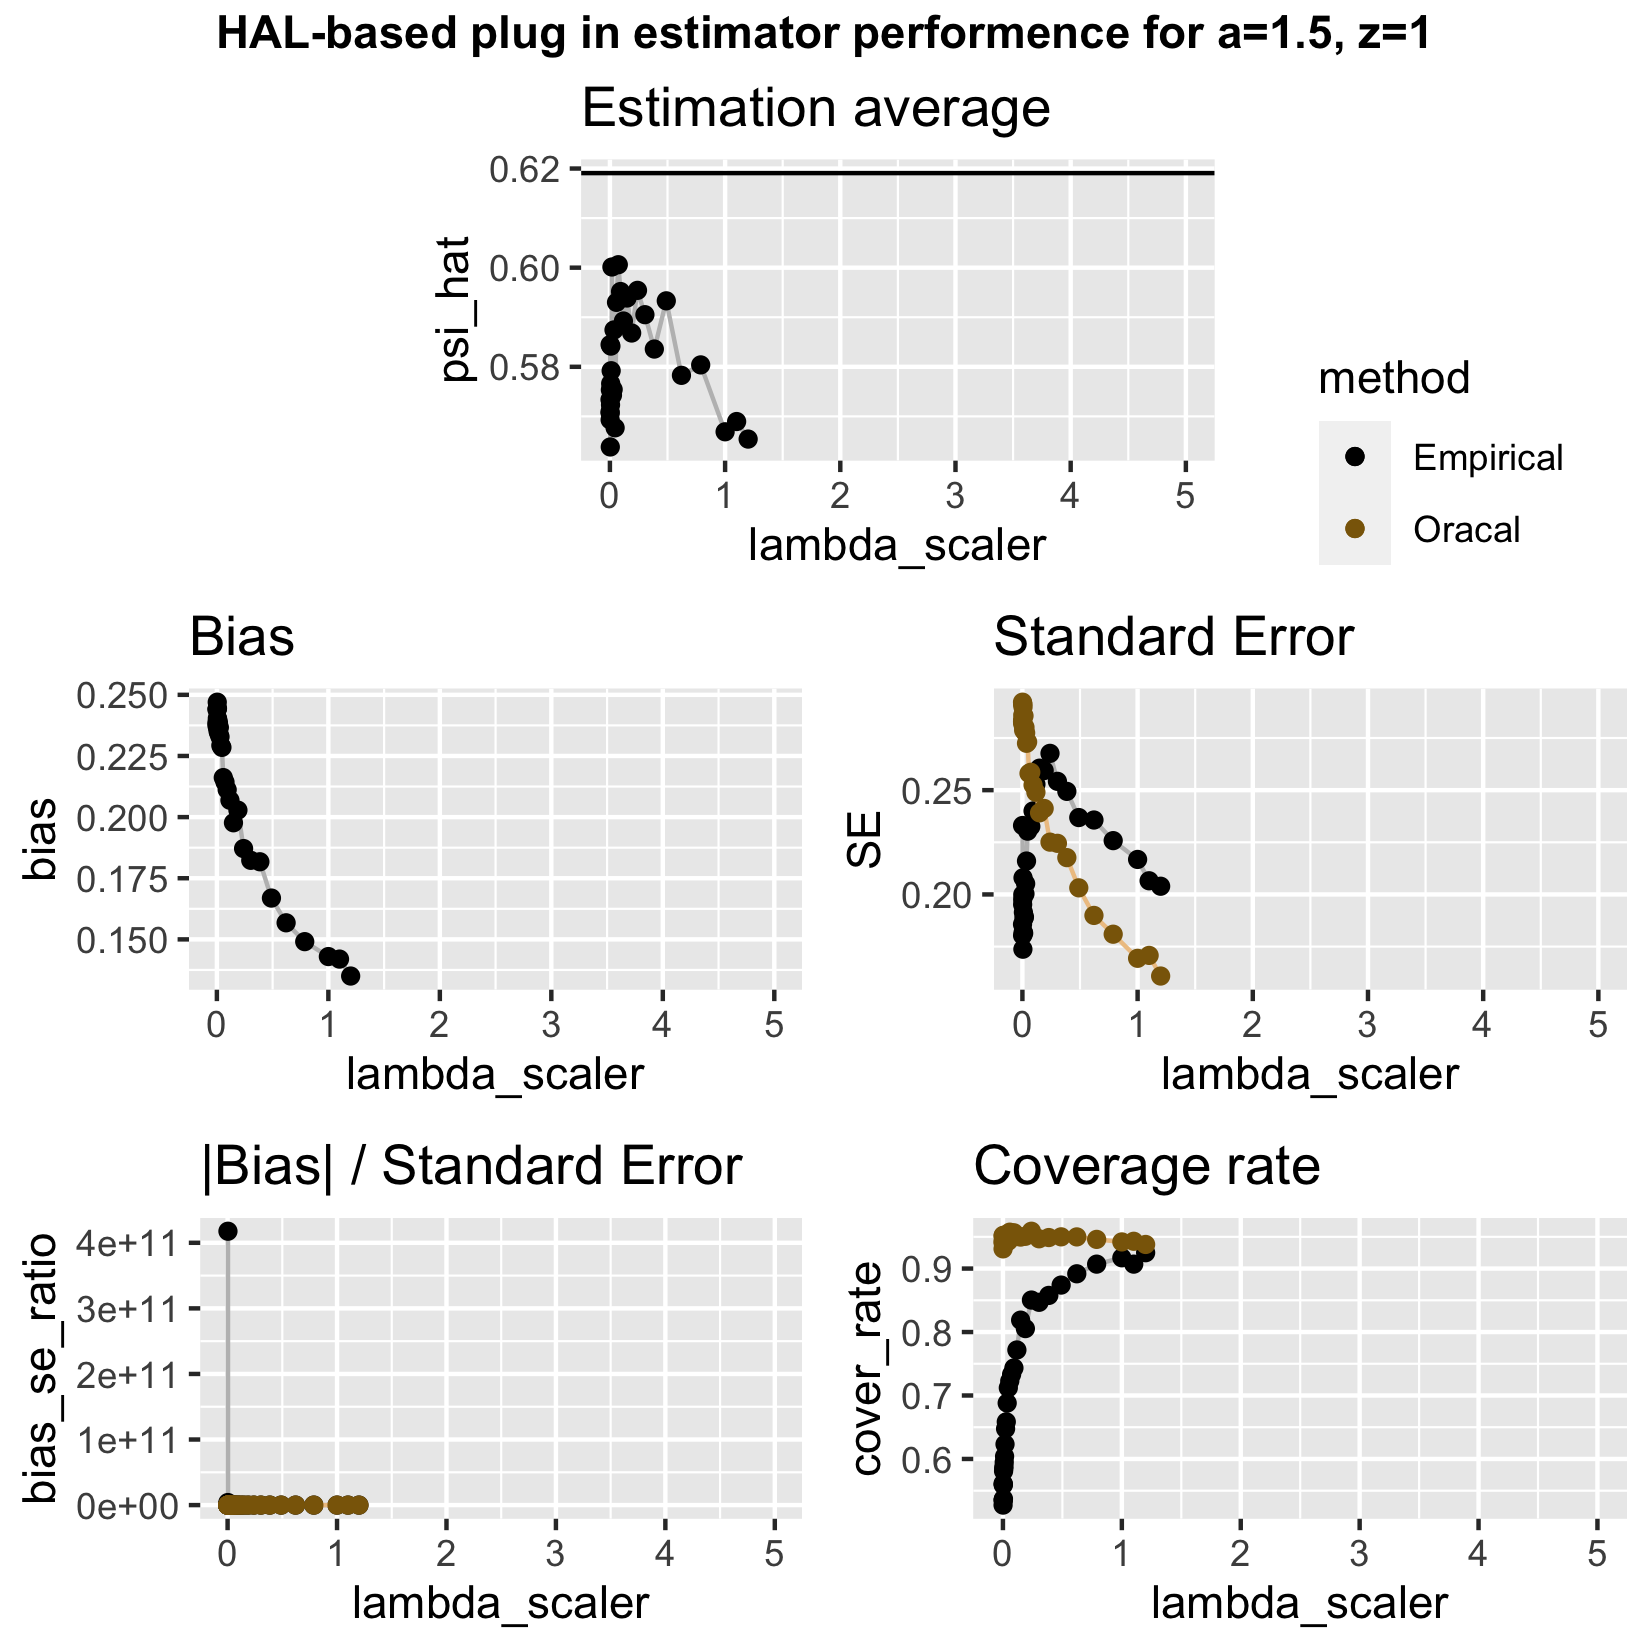 HAL-based plug in estimator performence for a=1.5, z=1
Estimation average
psi_hat
0.62
0.60
0.58
0 1 2 3 4 5
lambda_scaler
method
Empirical
Oracal
Bias
bias
0.250
0.225
0.200
0.175
0.150
0 1 2 3 4 5
lambda_scaler
Standard Error
SE
0.25
0.20
0 1 2 3 4 5
lambda_scaler
|Bias| / Standard Error
bias_se_ratio
4e+11
3e+11
2e+11
1e+11
0e+00
0 1 2 3 4 5
lambda_scaler
Coverage rate
cover_rate
0.9
0.8
0.7
0.6
0 1 2 3 4 5
lambda_scaler